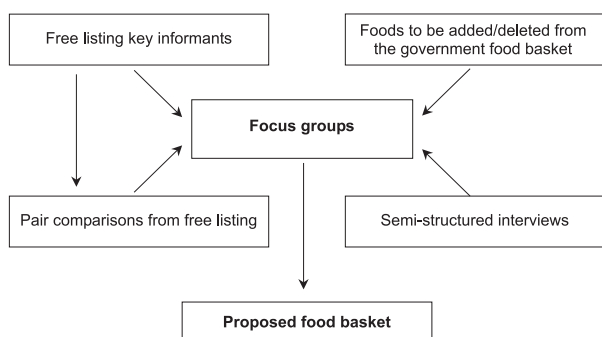 Free listing key informants
Foods to be added/deleted from
the government food basket
Focus groups
Pair comparisons from free listing
Semi-structured interviews
Proposed food basket